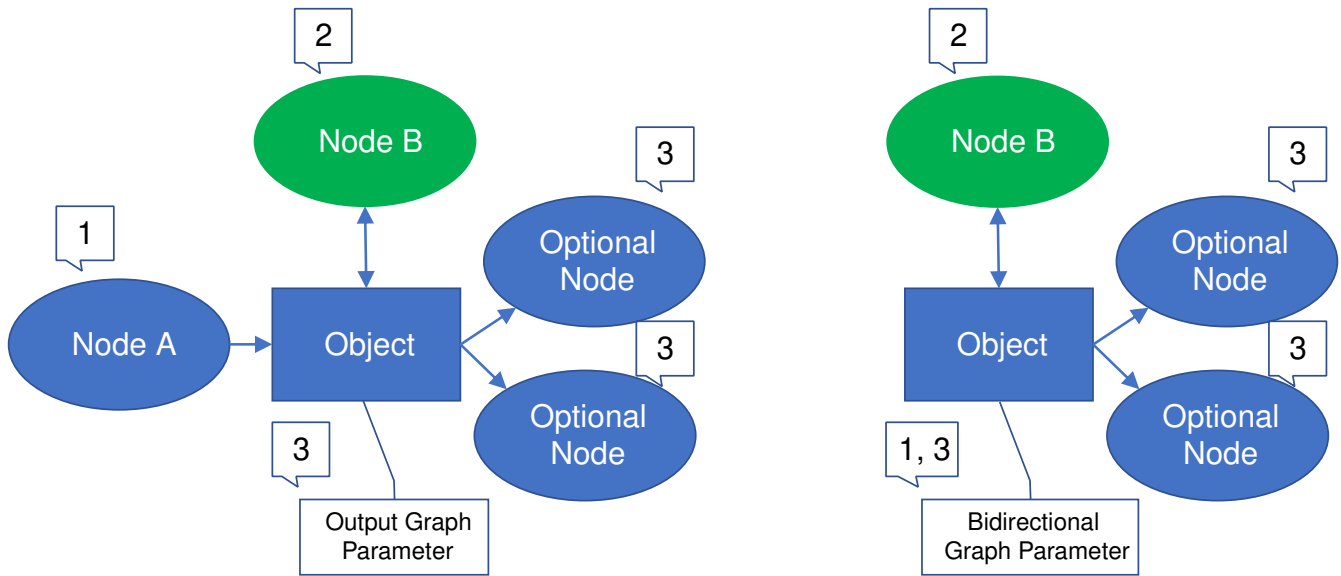 2
Node B
3
1
Optional
Node
Node A
Object
3
Optional
Node
3
Output Graph
Parameter
2
Node B
3
Optional
Node
Object
3
Optional
Node
1, 3
Bidirectional
Graph Parameter